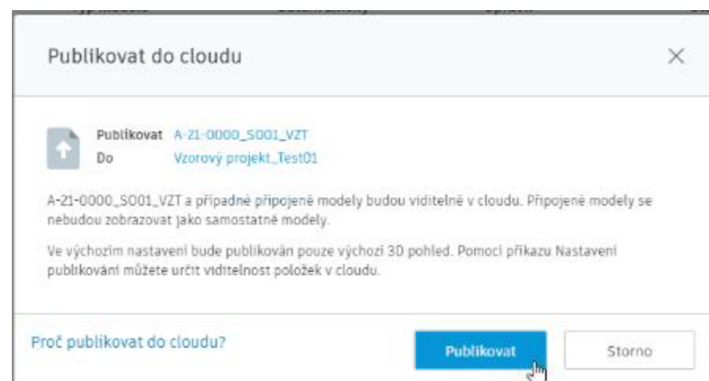 Publikovat do cloudu
Publikovat A-21-0000_SO01_VZT
Do Vzorový projekt_Test01
A-21-0000_SO01_VZT a případné připojené modely budou viditelné v cloudu. Připojené modely se
nebudou zobrazovat jako samostatné modely.
Ve výchozím nastavení bude publikován pouze výchozí 3D pohled. Pomocí příkazu Nastavení
publikování můžete určit viditelnost položek v cloudu.
Proč publikovat do cloudu?
Publikovat
Storno